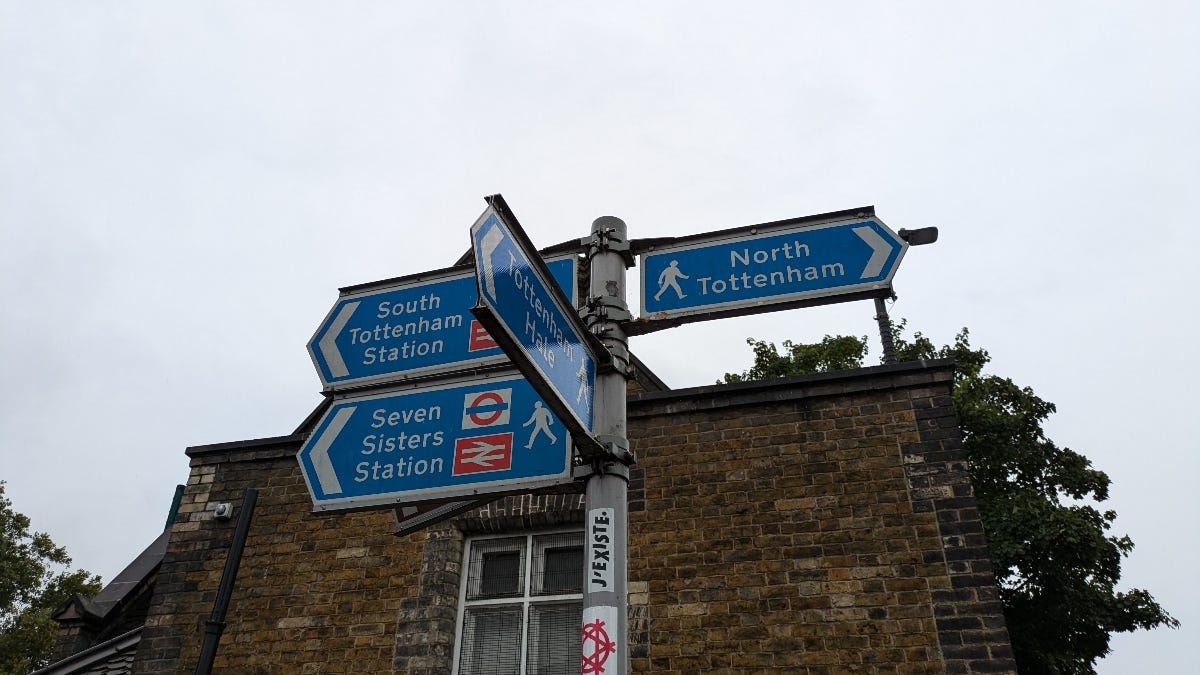 North
Tottenham
Tottenham
Hale
South
Tottenham
Station
Seven
Sisters
Station
J'EXISTE.